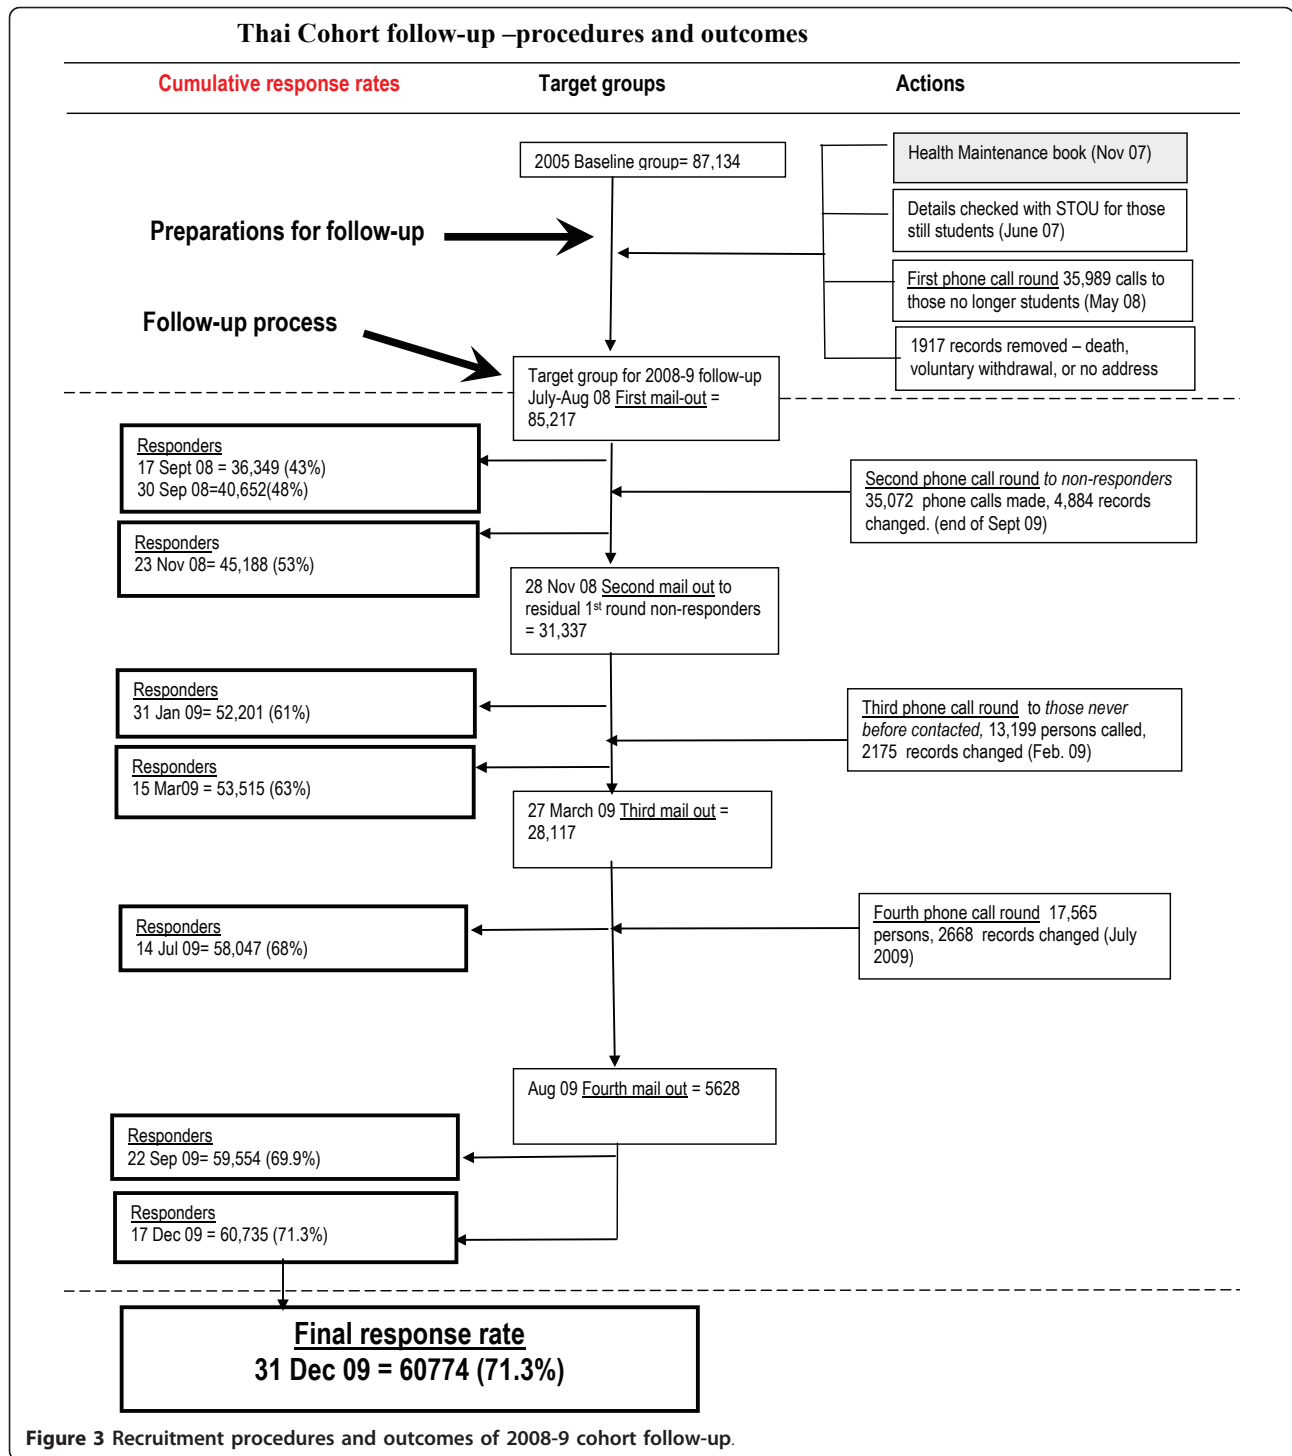 Thai Cohort follow-up –procedures and outcomes
Cumulative response rates
Target groups
Actions
2005 Baseline group= 87,134
Health Maintenance book (Nov 07)
Details checked with STOU for those
still students (June 07)
First phone call round 35,989 calls to
those no longer students (May 08)
1917 records removed – death,
voluntary withdrawal, or no address
Preparations for follow-up
Follow-up process
Target group for 2008-9 follow-up
July-Aug 08 First mail-out =
85,217
Responders
17 Sept 08 = 36,349 (43%)
30 Sep 08=40,652(48%)
Second phone call round to non-responders
35,072 phone calls made, 4,884 records
changed. (end of Sept 09)
Responders
23 Nov 08= 45,188 (53%)
28 Nov 08 Second mail out to
residual 1st round non-responders
= 31,337
Responders
31 Jan 09= 52,201 (61%)
Third phone call round to those never
before contacted, 13,199 persons called,
2175 records changed (Feb. 09)
Responders
15 Mar09 = 53,515 (63%)
27 March 09 Third mail out =
28,117
Responders
14 Jul 09= 58,047 (68%)
Fourth phone call round 17,565
persons, 2668 records changed (July
2009)
Aug 09 Fourth mail out = 5628
Responders
22 Sep 09= 59,554 (69.9%)
Responders
17 Dec 09 = 60,735 (71.3%)
Final response rate
31 Dec 09 = 60774 (71.3%)
Figure 3 Recruitment procedures and outcomes of 2008-9 cohort follow-up.